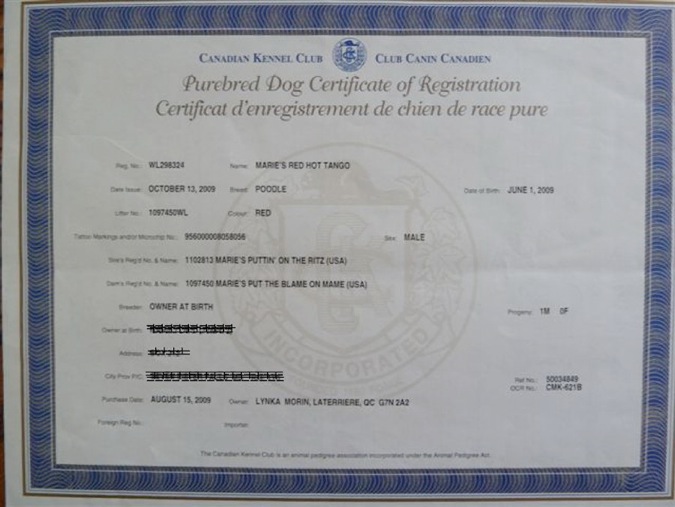 CANADIAN KENNEL CLUB CLUB CANIN CANADIEN
Purebred Dog Certificate of Registration
Certificat d'enregistrement de chien de race pure
Reg. No.: WL298324 Name: MARIE'S RED HOT TANGO
Date Issue: OCTOBER 13, 2009 Breed: POODLE Date of Birth: JUNE 1, 2009
Litter No.: 1097450WL Colour: RED
Tattoo Markings and/or Microchip No.: 956000008058056 Sex: MALE
Sire's Reg'd No. & Name: 1102813 MARIE'S PUTTIN' ON THE RITZ (USA)
Dam's Reg'd No. & Name: 1097450 MARIE'S PUT THE BLAME ON MAME (USA)
Breeder: OWNER AT BIRTH Progeny: 1M 0F
Owner at Birth:
Address:
City Prov P/C: Ref No.: 50034849
OCR No.: CMK-621B
Purchase Date: AUGUST 15, 2009 Owner: LYNKA MORIN, LATERRIERE, QC G7N 2A2
Foreign Reg No.: Importer:
The Canadian Kennel Club is an animal pedigree association incorporated under the Animal Pedigree Act.
INCORPORATED